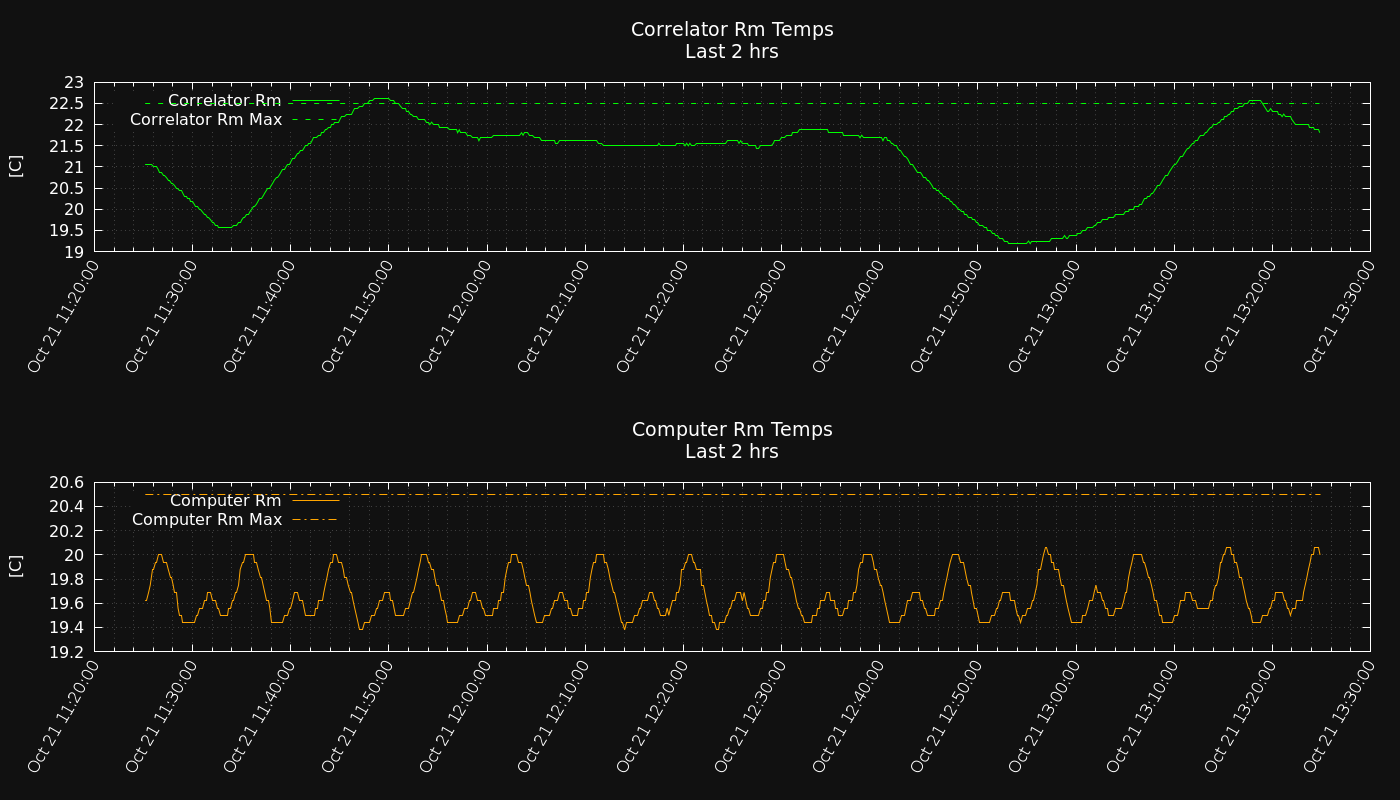 Correlator Rm Temps
Last 2 hrs
[C]
23
22.5
22
21.5
21
20.5
20
19.5
19
Correlator Rm
Correlator Rm Max
Oct 21 11:20:00
Oct 21 11:30:00
Oct 21 11:40:00
Oct 21 11:50:00
Oct 21 12:00:00
Oct 21 12:10:00
Oct 21 12:20:00
Oct 21 12:30:00
Oct 21 12:40:00
Oct 21 12:50:00
Oct 21 13:00:00
Oct 21 13:10:00
Oct 21 13:20:00
Oct 21 13:30:00
Computer Rm Temps
Last 2 hrs
[C]
20.6
20.4
20.2
20
19.8
19.6
19.4
19.2
Computer Rm
Computer Rm Max
Oct 21 11:20:00
Oct 21 11:30:00
Oct 21 11:40:00
Oct 21 11:50:00
Oct 21 12:00:00
Oct 21 12:10:00
Oct 21 12:20:00
Oct 21 12:30:00
Oct 21 12:40:00
Oct 21 12:50:00
Oct 21 13:00:00
Oct 21 13:10:00
Oct 21 13:20:00
Oct 21 13:30:00